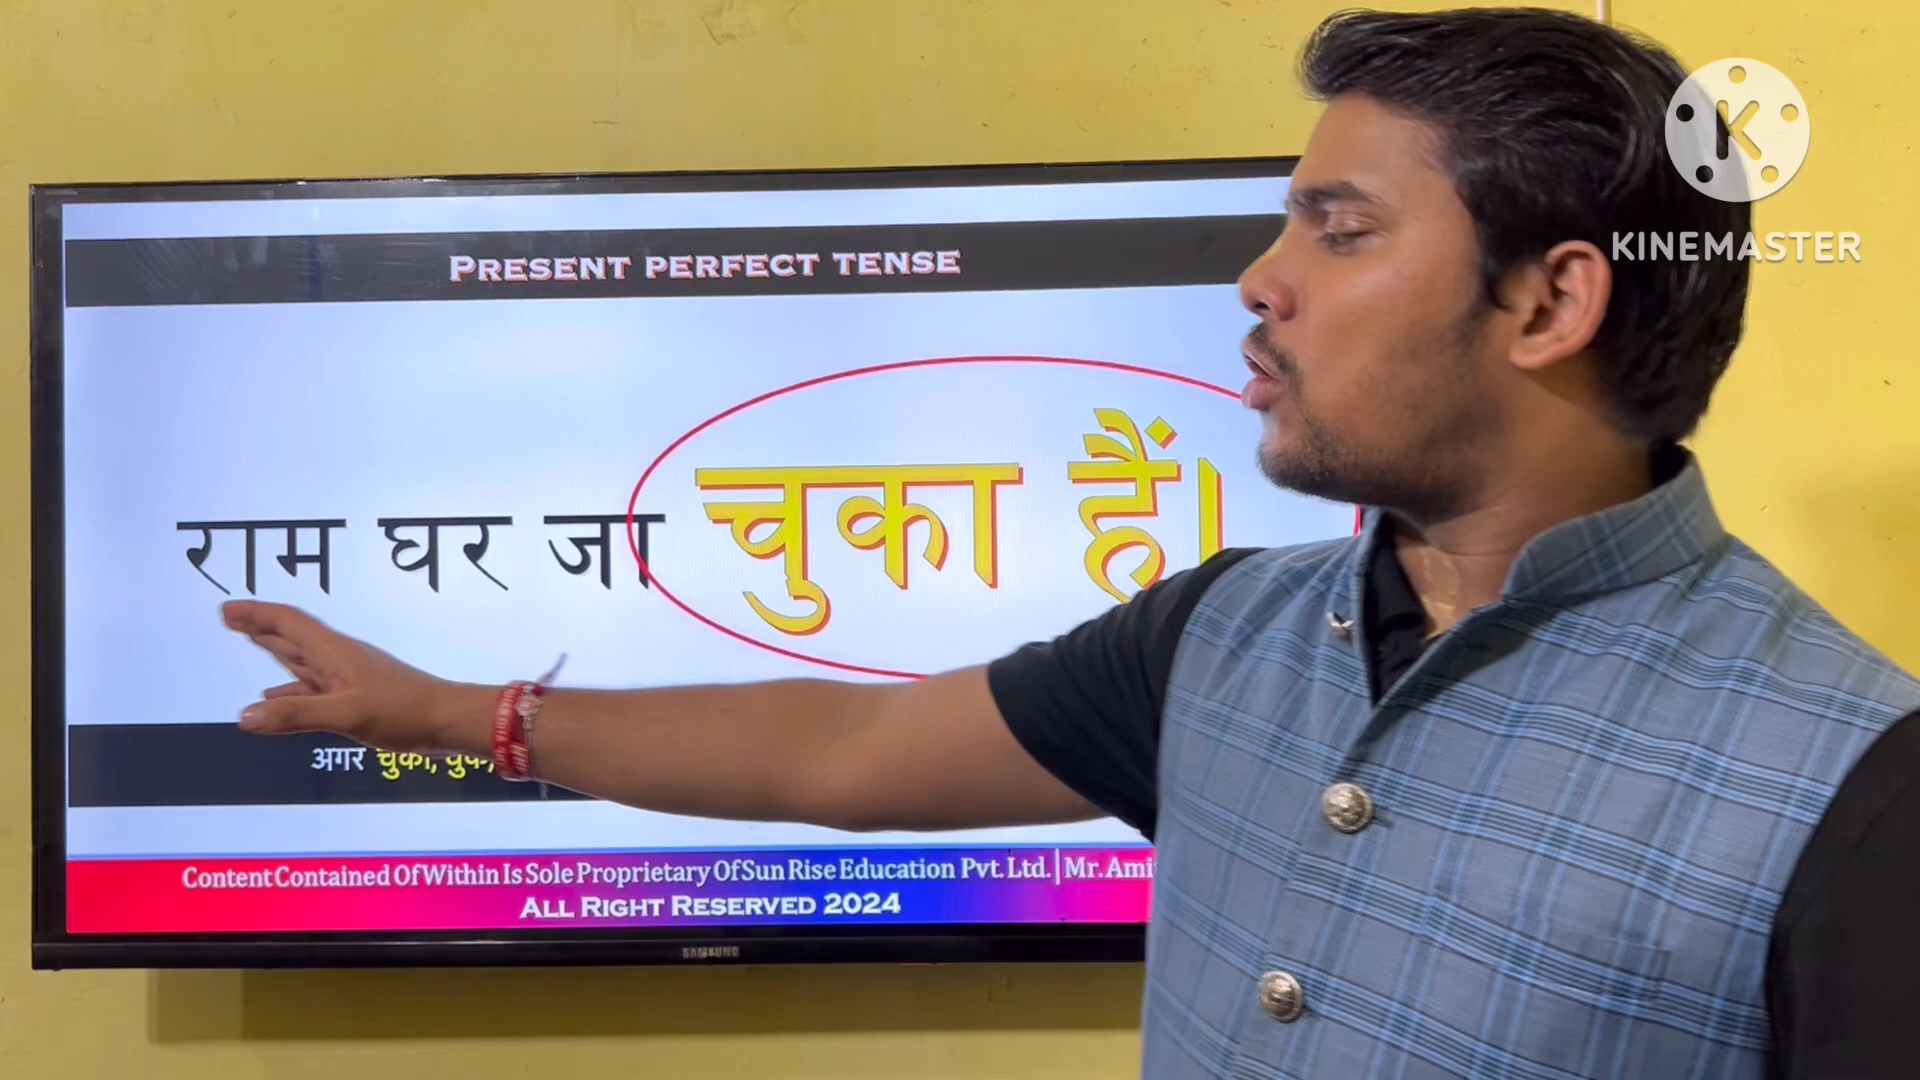 KINEMASTER
PRESENT PERFECT TENSE
राम घर जा चुका हैं।
अगर चुका,
Content Contained Of Within Is Sole Proprietary Of Sun Rise Education Pvt. Ltd. | Mr. Ami
ALL RIGHT RESERVED 2024
SAMSUNG